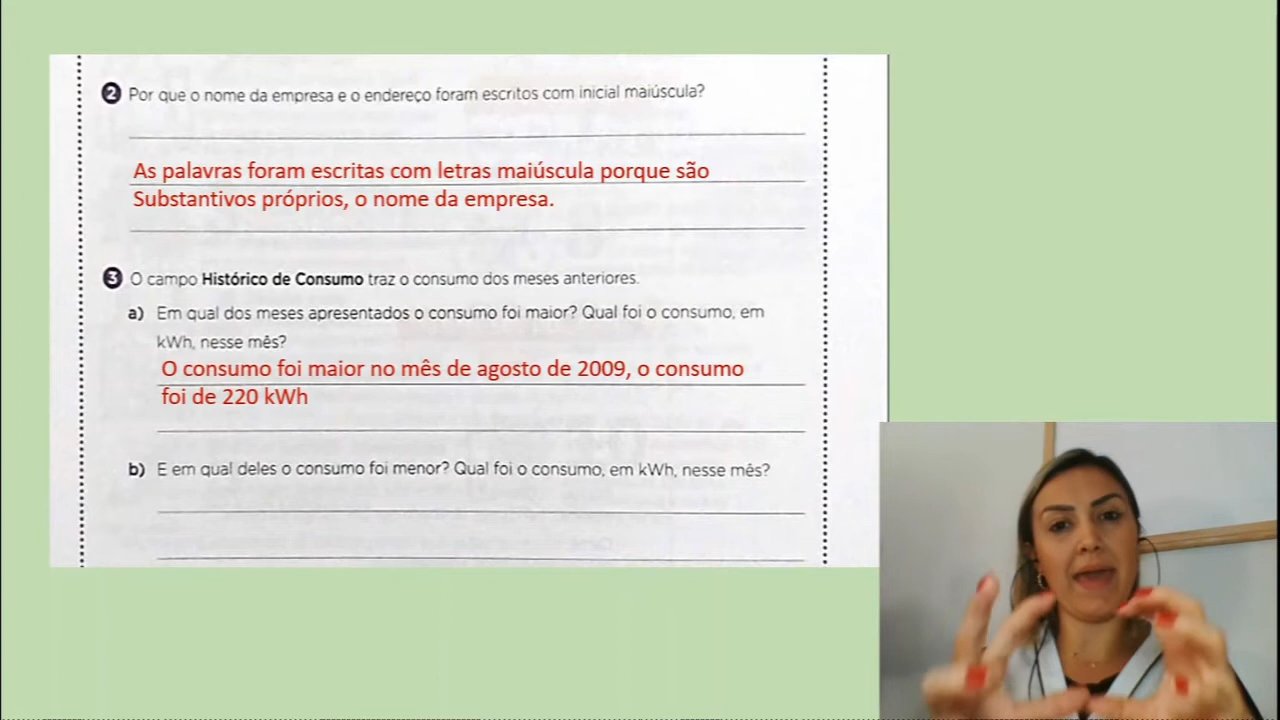 2 Por que o nome da empresa e o endereço foram escritos com inicial maiúscula?
As palavras foram escritas com letras maiúscula porque são
Substantivos próprios, o nome da empresa.
3 O campo Histórico de Consumo traz o consumo dos meses anteriores.
a) Em qual dos meses apresentados o consumo foi maior? Qual foi o consumo, em
kWh, nesse mês?
O consumo foi maior no mês de agosto de 2009, o consumo
foi de 220 kWh
b) E em qual deles o consumo foi menor? Qual foi o consumo, em kWh, nesse mês?